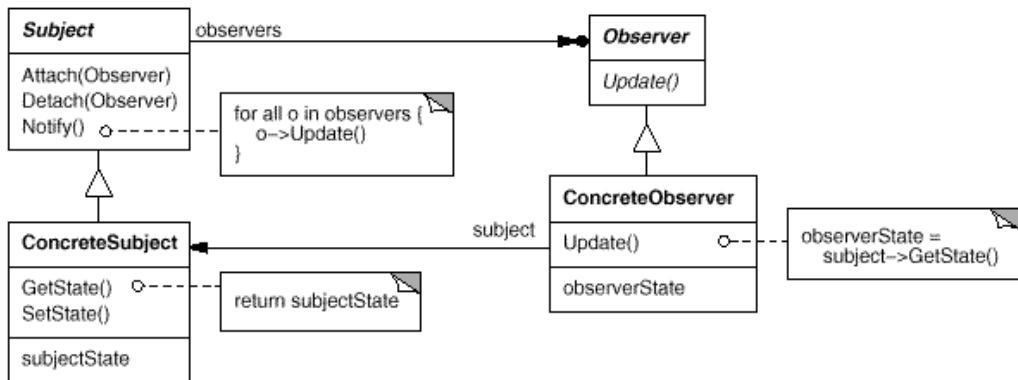 Subject
Attach(Observer)
Detach(Observer)
Notify()
observers
Observer
Update()
for all o in observers {
o->Update()
}
ConcreteSubject
GetState()
SetState()
subjectState
return subjectState
subject
ConcreteObserver
Update()
observerState
observerState =
subject->GetState()